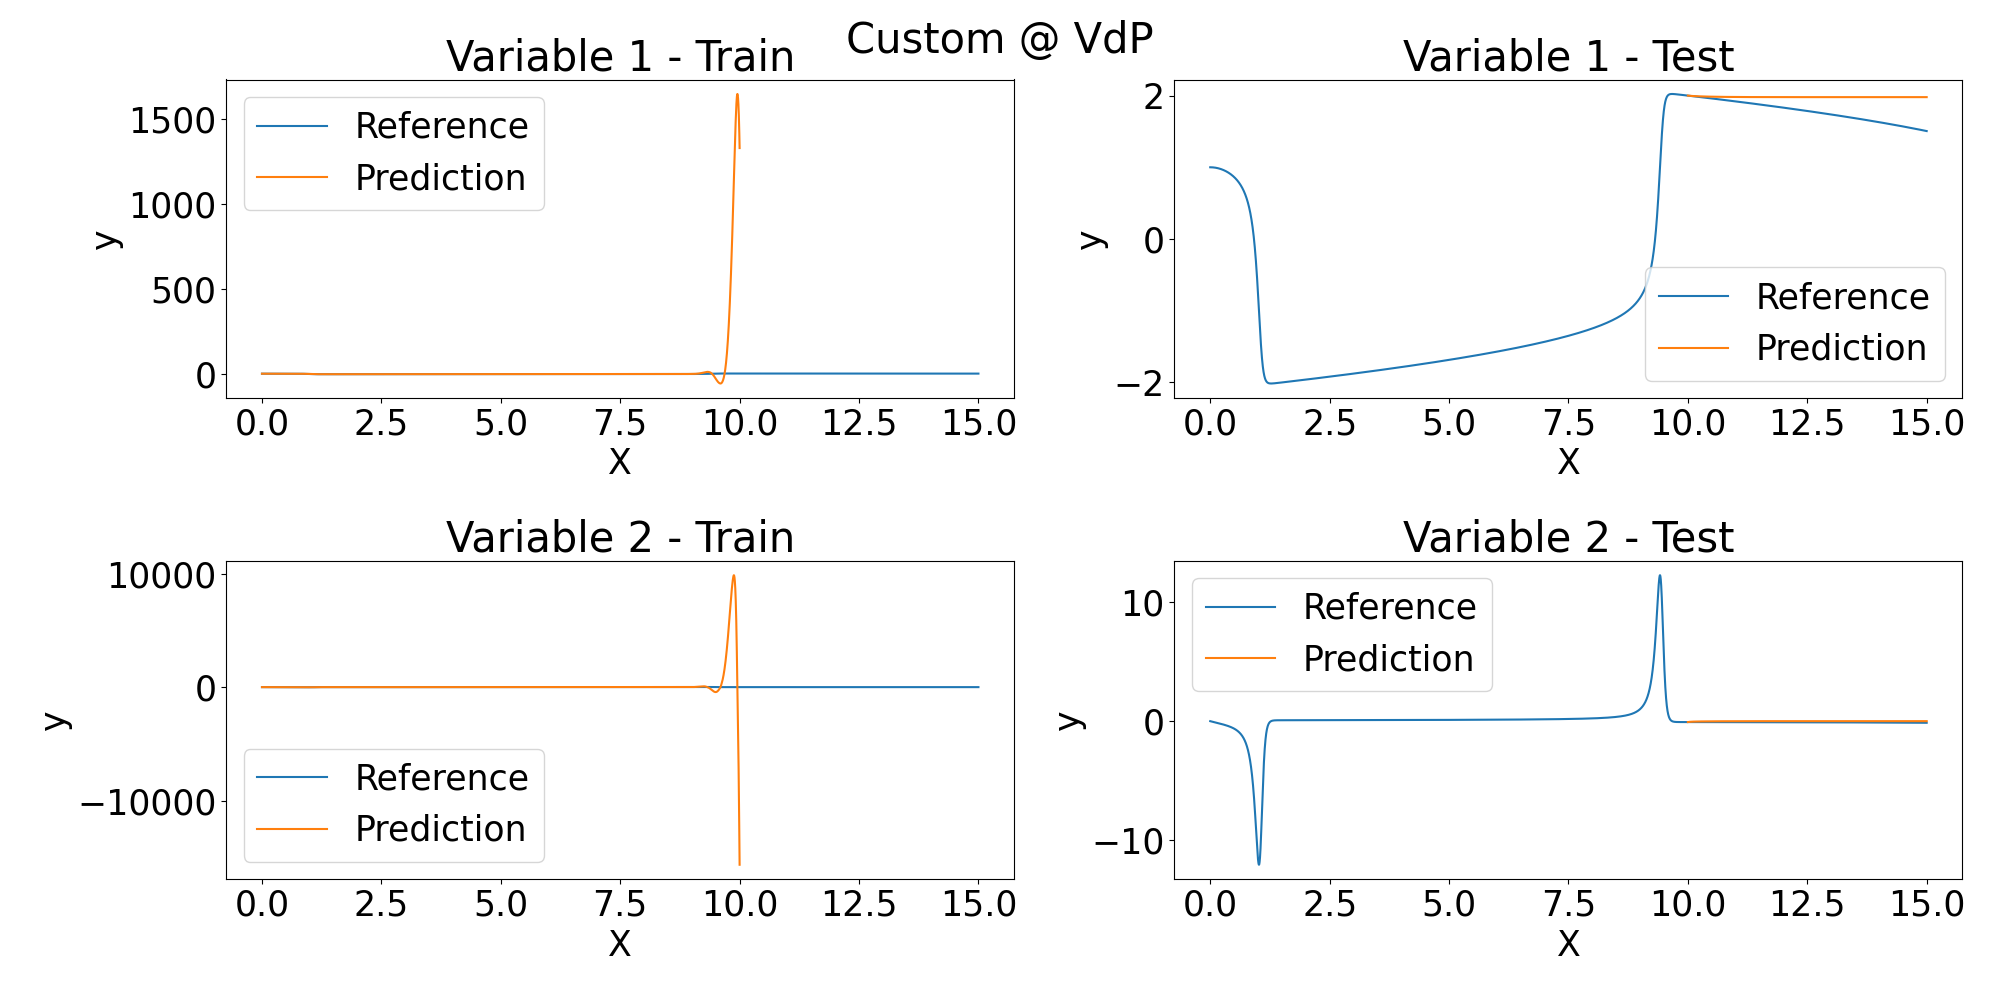 Custom @ VdP
Variable 1 - Train
1500
1000
500
0
y
Reference
Prediction
0.0 2.5 5.0 7.5 10.0 12.5 15.0
X
Variable 1 - Test
2
0
−2
y
Reference
Prediction
0.0 2.5 5.0 7.5 10.0 12.5 15.0
X
Variable 2 - Train
10000
0
−10000
y
Reference
Prediction
0.0 2.5 5.0 7.5 10.0 12.5 15.0
X
Variable 2 - Test
10
0
−10
y
Reference
Prediction
0.0 2.5 5.0 7.5 10.0 12.5 15.0
X